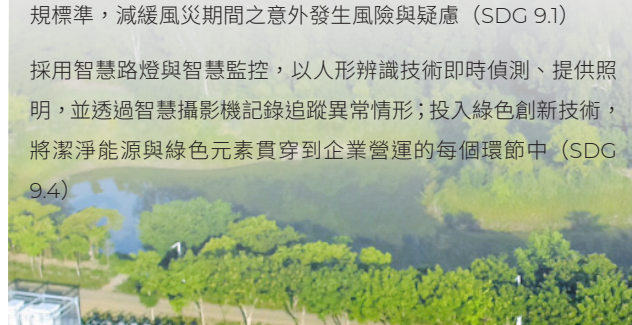 規標準，減緩風災期間之意外發生風險與疑慮（SDG 9.1）
採用智慧路燈與智慧監控，以人形辨識技術即時偵測、提供照
明，並透過智慧攝影機記錄追蹤異常情形；投入綠色創新技術，
將潔淨能源與綠色元素貫穿到企業營運的每個環節中（SDG
9.4）